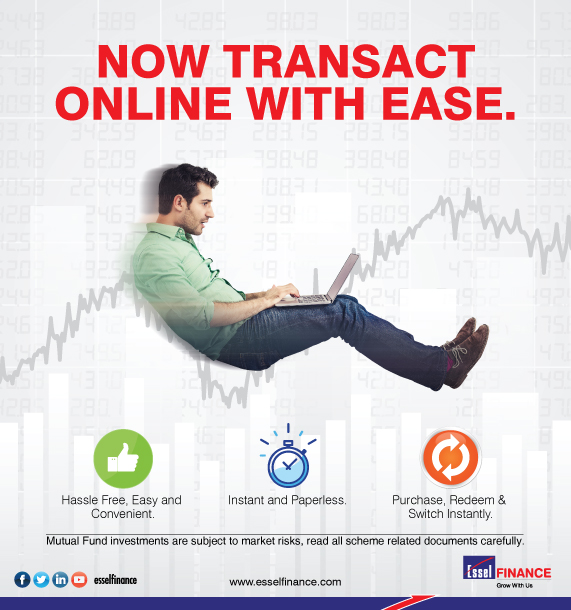 NOW TRANSACT
ONLINE WITH EASE.
Hassle Free, Easy and
Convenient.
Instant and Paperless.
Purchase, Redeem &
Switch Instantly.
Mutual Fund investments are subject to market risks, read all scheme related documents carefully.
esselfinance
www.esselfinance.com
Essel FINANCE
Grow With Us